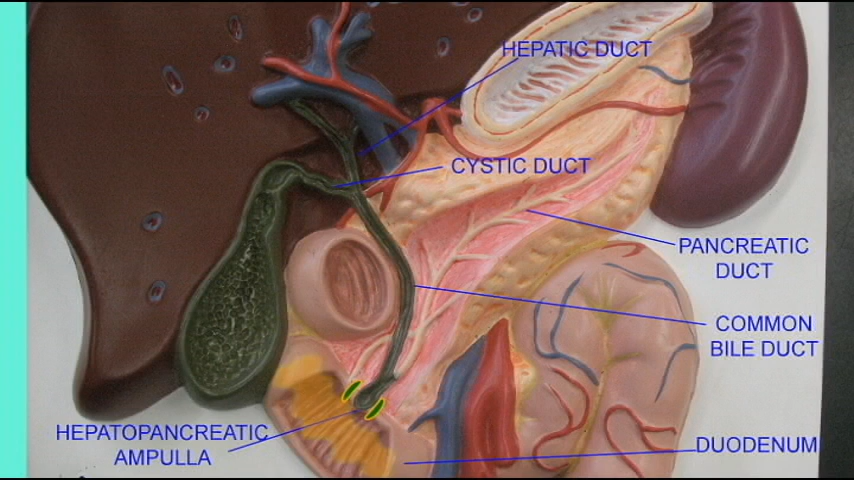 HEPATIC DUCT
CYSTIC DUCT
PANCREATIC
DUCT
COMMON
BILE DUCT
HEPATOPANCREATIC
AMPULLA
DUODENUM